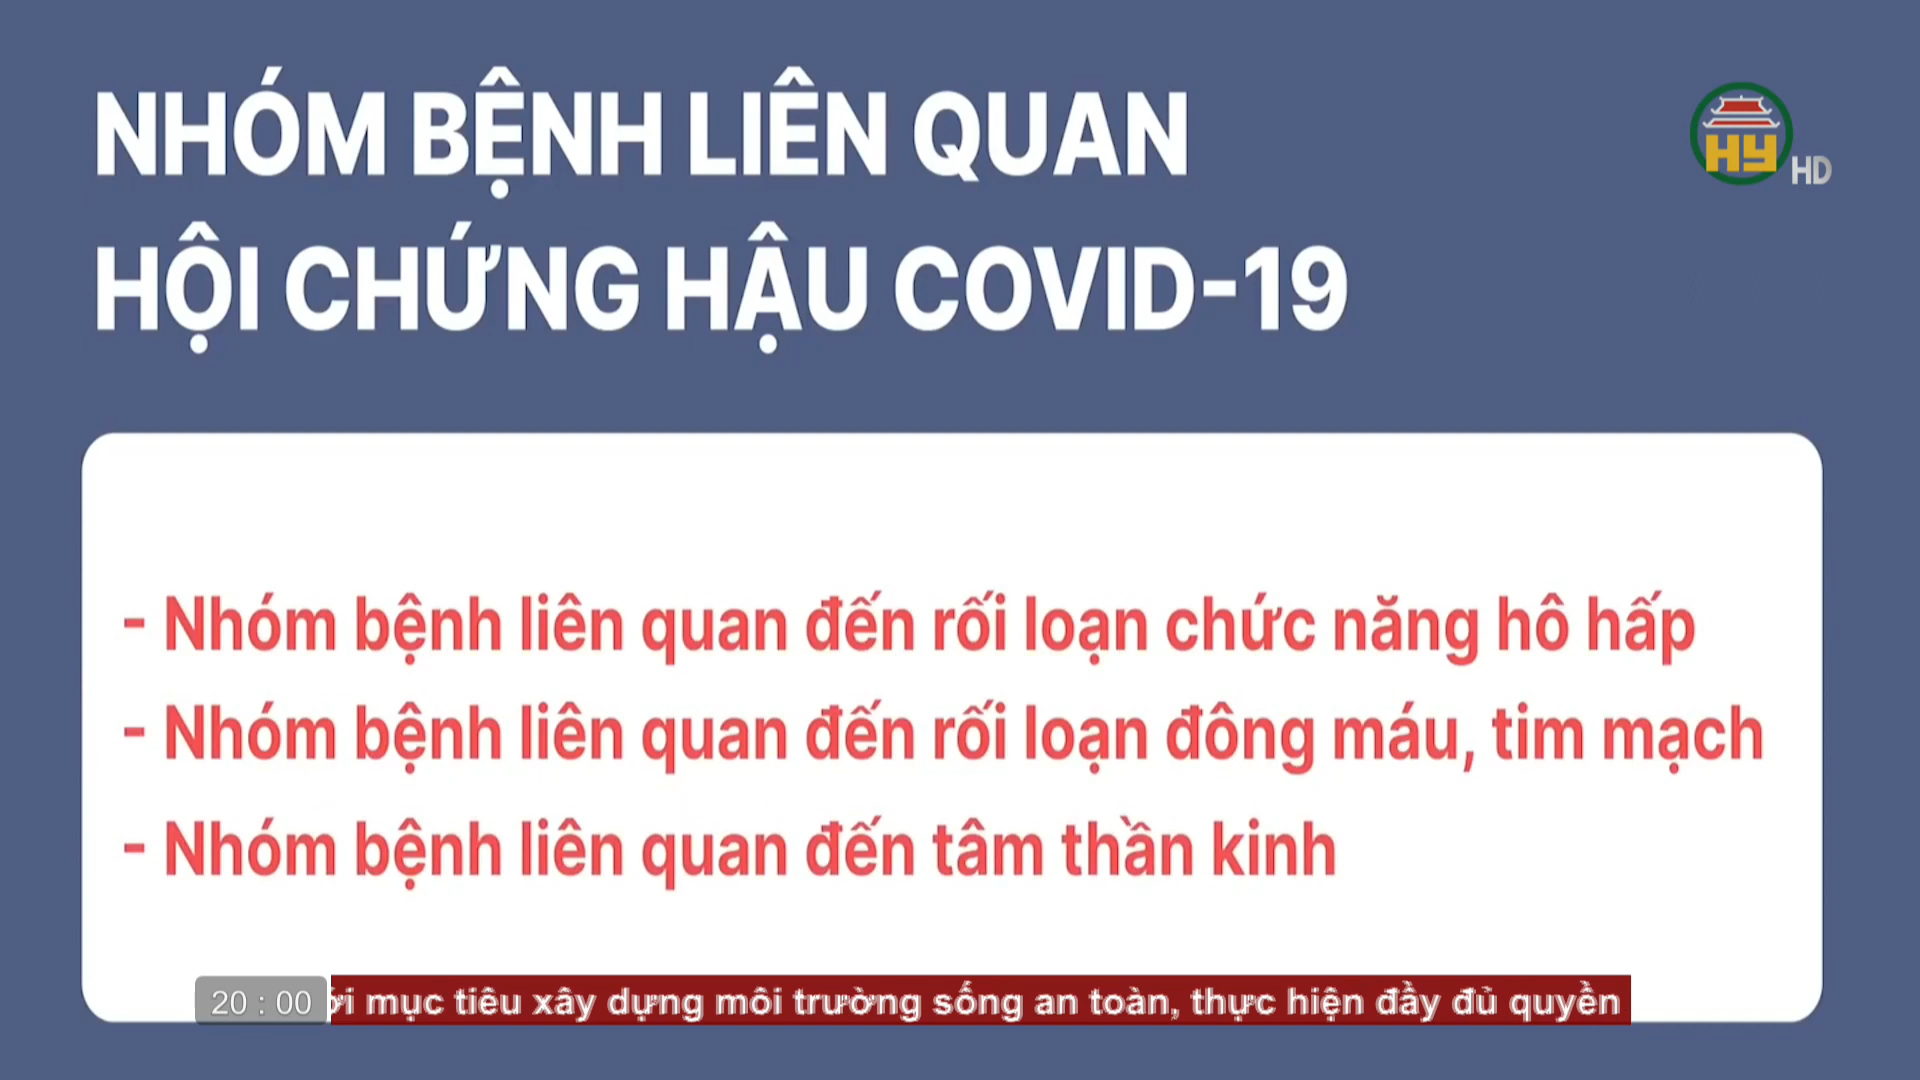 NHÓM BỆNH LIÊN QUAN
HỘI CHỨNG HẬU COVID-19
HY HD
- Nhóm bệnh liên quan đến rối loạn chức năng hô hấp
- Nhóm bệnh liên quan đến rối loạn đông máu, tim mạch
- Nhóm bệnh liên quan đến tâm thần kinh
20 : 00 mục tiêu xây dựng môi trường sống an toàn, thực hiện đầy đủ quyền